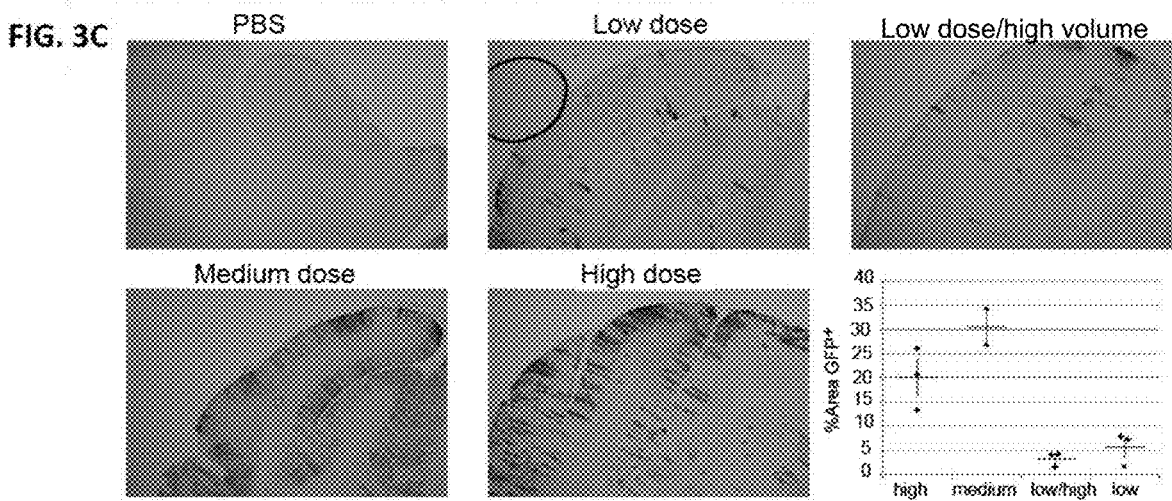 FIG. 3C
PBS
Low dose
Low dose/high volume
Medium dose
High dose
%Area GFP+
40
35
30
25
20
15
10
5
0
high
medium
low/high
low